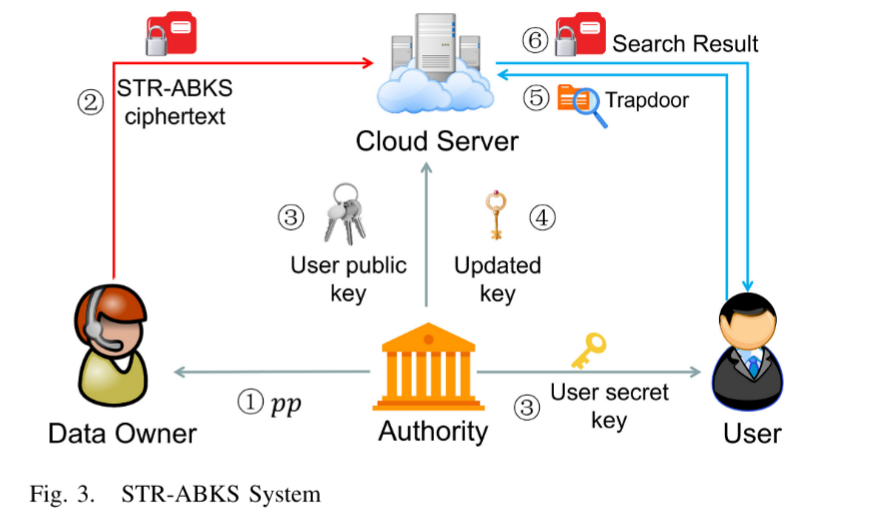 ⑥ Search Result
② STR-ABKS
ciphertext
⑤ Trapdoor
Cloud Server
③ ④
User public
key
Updated
key
① pp
③ User secret
key
Data Owner
Authority
User
Fig. 3. STR-ABKS System